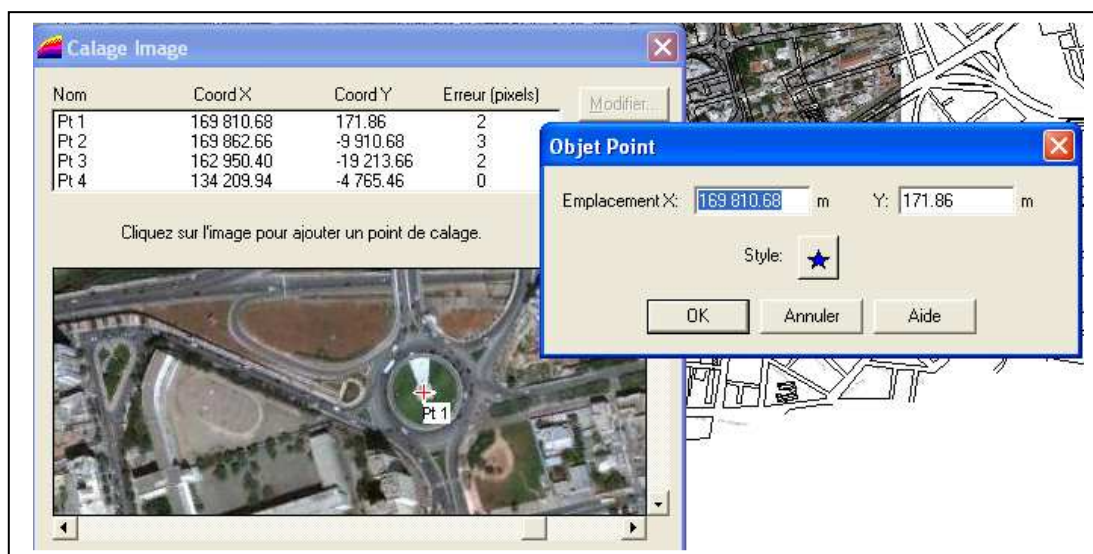 Calage Image
Nom Coord X Coord Y Erreur (pixels)
Modifier...
Pt 1 169 810.68 171.86 2
Pt 2 169 862.66 -9 910.68 3
Pt 3 162 950.40 -19 213.66 2
Pt 4 134 209.94 -4 765.46 0
Cliquez sur l'image pour ajouter un point de calage.
Pt 1
Objet Point
Emplacement X: 169 810.68 m Y: 171.86 m
Style:
OK Annuler Aide